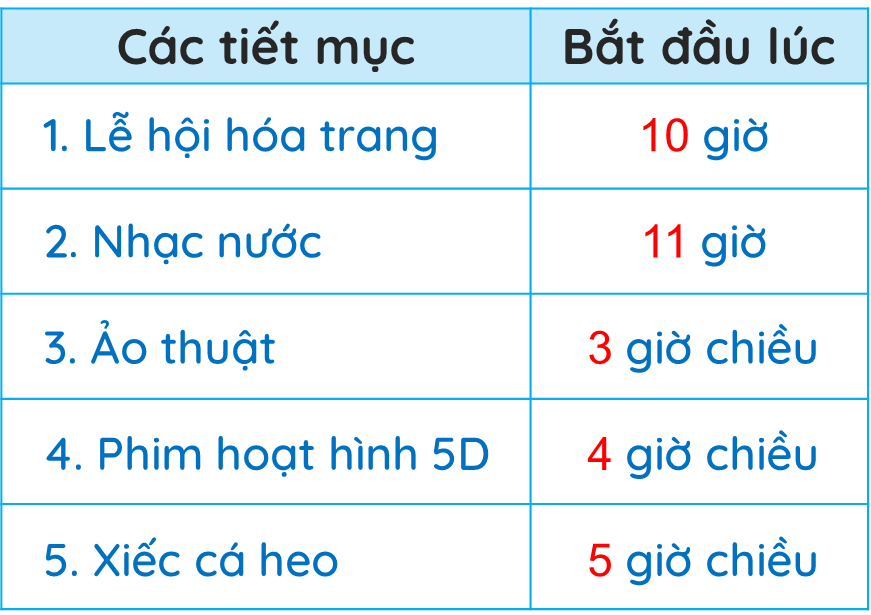 Các tiết mục Bắt đầu lúc
1. Lễ hội hóa trang 10 giờ
2. Nhạc nước 11 giờ
3. Ảo thuật 3 giờ chiều
4. Phim hoạt hình 5D 4 giờ chiều
5. Xiếc cá heo 5 giờ chiều